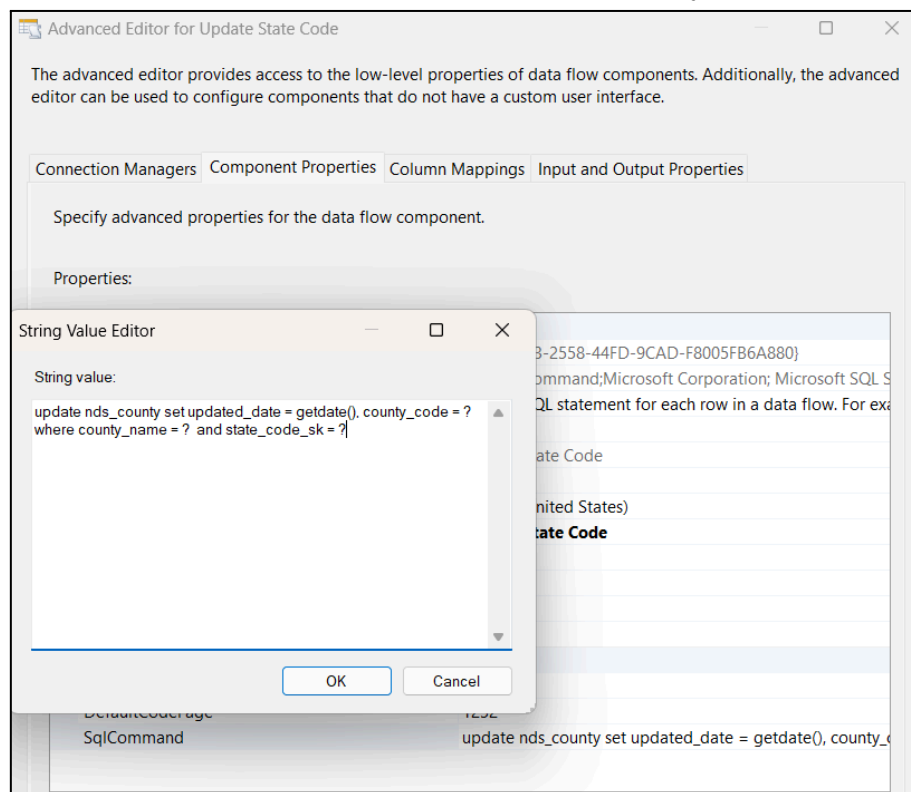 Advanced Editor for Update State Code
The advanced editor provides access to the low-level properties of data flow components. Additionally, the advanced
editor can be used to configure components that do not have a custom user interface.
Connection Managers Component Properties Column Mappings Input and Output Properties
Specify advanced properties for the data flow component.
Properties:
String Value Editor
String value:
update nds_county set updated_date = getdate(), county_code = ?
where county_name = ? and state_code_sk = ?
OK Cancel
3-2558-44FD-9CAD-F8005FB6A880}
ommand;Microsoft Corporation; Microsoft SQL S
QL statement for each row in a data flow. For exa
ate Code
nited States)
tate Code
DefaultCodePage 1252
SqlCommand update nds_county set updated_date = getdate(), county_c